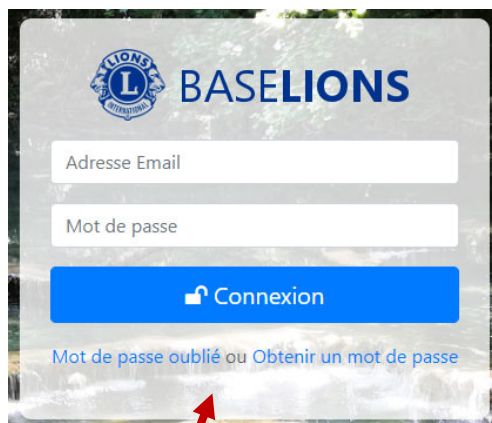 LIONS
L
INTERNATIONAL
BASELIONS
Adresse Email
Mot de passe
Connexion
Mot de passe oublié ou Obtenir un mot de passe